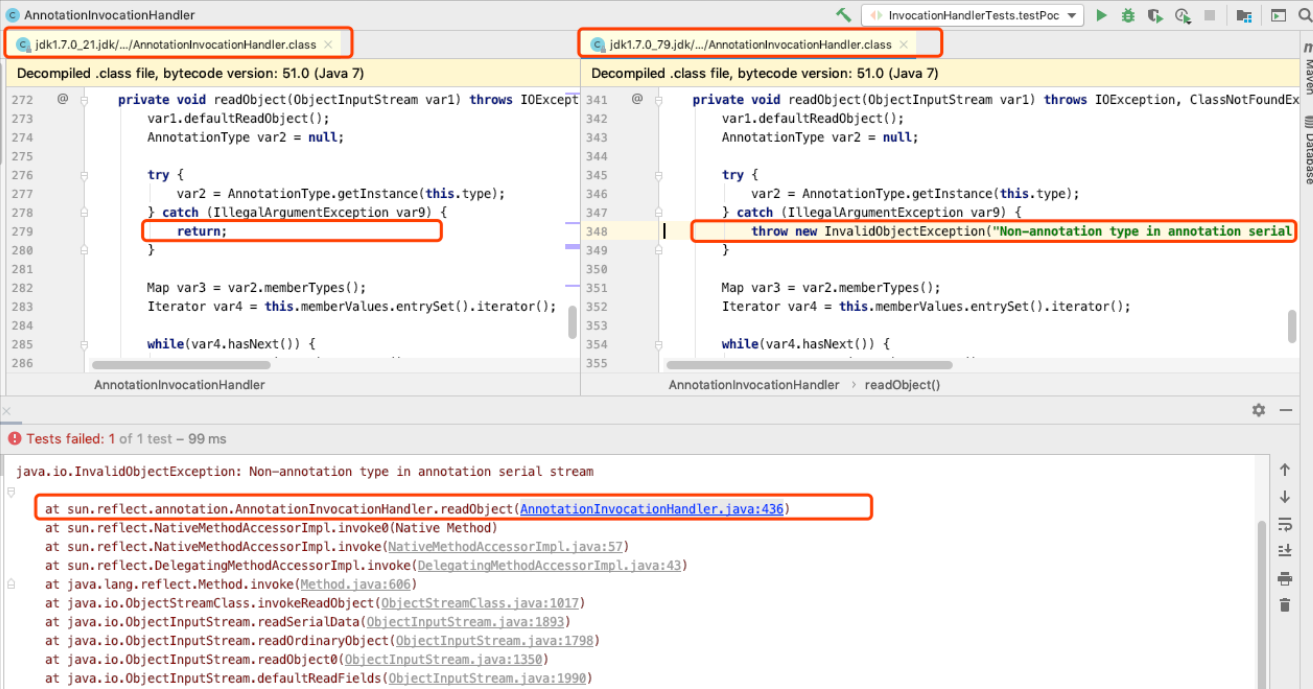 AnnotationInvocationHandler
InvocationHandlerTests.testPoc
jdk1.7.0_21.jdk/.../AnnotationInvocationHandler.class
jdk1.7.0_79.jdk/.../AnnotationInvocationHandler.class
Decompiled .class file, bytecode version: 51.0 (Java 7)
272 @ private void readObject(ObjectInputStream var1) throws IOExcept
273 var1.defaultReadObject();
274 AnnotationType var2 = null;
275
276 try {
277 var2 = AnnotationType.getInstance(this.type);
278 } catch (IllegalArgumentException var9) {
279 return;
280 }
281
282 Map var3 = var2.memberTypes();
283 Iterator var4 = this.memberValues.entrySet().iterator();
284
285 while(var4.hasNext()) {
286
AnnotationInvocationHandler
Decompiled .class file, bytecode version: 51.0 (Java 7)
341 @ private void readObject(ObjectInputStream var1) throws IOException, ClassNotFoundEx
342 var1.defaultReadObject();
343 AnnotationType var2 = null;
344
345 try {
346 var2 = AnnotationType.getInstance(this.type);
347 } catch (IllegalArgumentException var9) {
348 throw new InvalidObjectException("Non-annotation type in annotation serial
349 }
350
351 Map var3 = var2.memberTypes();
352 Iterator var4 = this.memberValues.entrySet().iterator();
353
354 while(var4.hasNext()) {
355
AnnotationInvocationHandler › readObject()
m
Maven
Database
Tests failed: 1 of 1 test – 99 ms
java.io.InvalidObjectException: Non-annotation type in annotation serial stream
at sun.reflect.annotation.AnnotationInvocationHandler.readObject(AnnotationInvocationHandler.java:436)
at sun.reflect.NativeMethodAccessorImpl.invoke0(Native Method)
at sun.reflect.NativeMethodAccessorImpl.invoke(NativeMethodAccessorImpl.java:57)
at sun.reflect.DelegatingMethodAccessorImpl.invoke(DelegatingMethodAccessorImpl.java:43)
at java.lang.reflect.Method.invoke(Method.java:606)
at java.io.ObjectStreamClass.invokeReadObject(ObjectStreamClass.java:1017)
at java.io.ObjectInputStream.readSerialData(ObjectInputStream.java:1893)
at java.io.ObjectInputStream.readOrdinaryObject(ObjectInputStream.java:1798)
at java.io.ObjectInputStream.readObject0(ObjectInputStream.java:1350)
at java.io.ObjectInputStream.defaultReadFields(ObjectInputStream.java:1990)